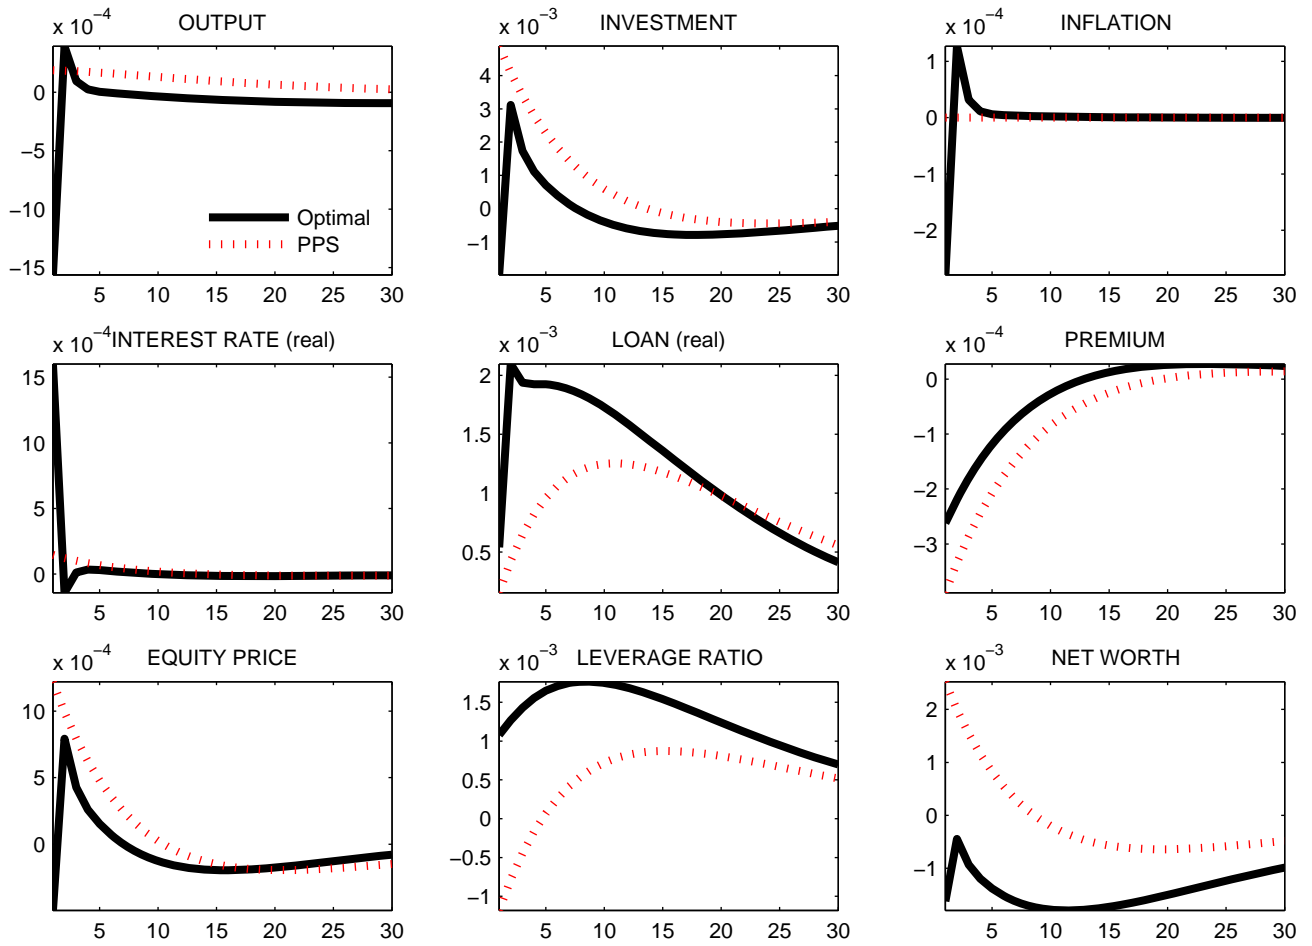 x 10⁻⁴ OUTPUT
0
−5
−10
−15
5 10 15 20 25 30
Optimal
PPS
x 10⁻³ INVESTMENT
4
3
2
1
0
−1
5 10 15 20 25 30
x 10⁻⁴ INFLATION
1
0
−1
−2
5 10 15 20 25 30
x 10⁻⁴ INTEREST RATE (real)
15
10
5
0
5 10 15 20 25 30
x 10⁻³ LOAN (real)
2
1.5
1
0.5
5 10 15 20 25 30
x 10⁻⁴ PREMIUM
0
−1
−2
−3
5 10 15 20 25 30
x 10⁻⁴ EQUITY PRICE
10
5
0
5 10 15 20 25 30
x 10⁻³ LEVERAGE RATIO
1.5
1
0.5
0
−0.5
−1
5 10 15 20 25 30
x 10⁻³ NET WORTH
2
1
0
−1
5 10 15 20 25 30